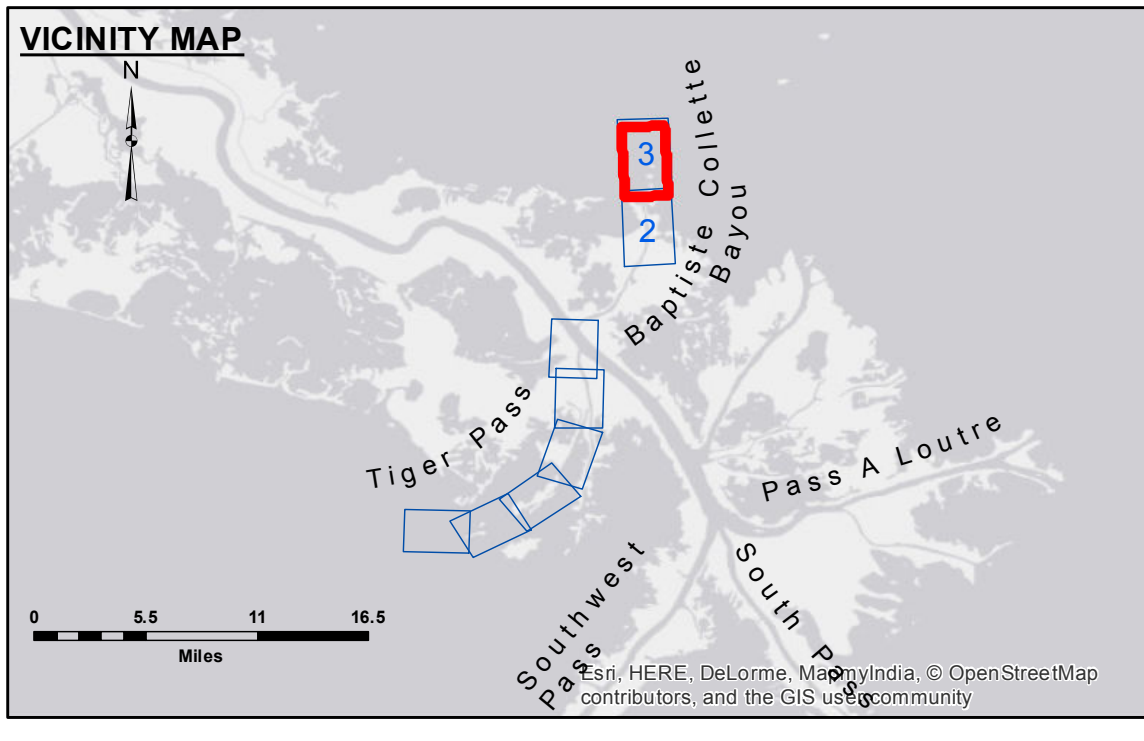 VICINITY MAP
N
3
2
Baptiste Collette
Bayou
Tiger Pass
Pass A Loutre
Southwest
Pass
South Pass
0 5.5 11 16.5
Miles
Esri, HERE, DeLorme, MapmyIndia, © OpenStreetMap
contributors, and the GIS user community